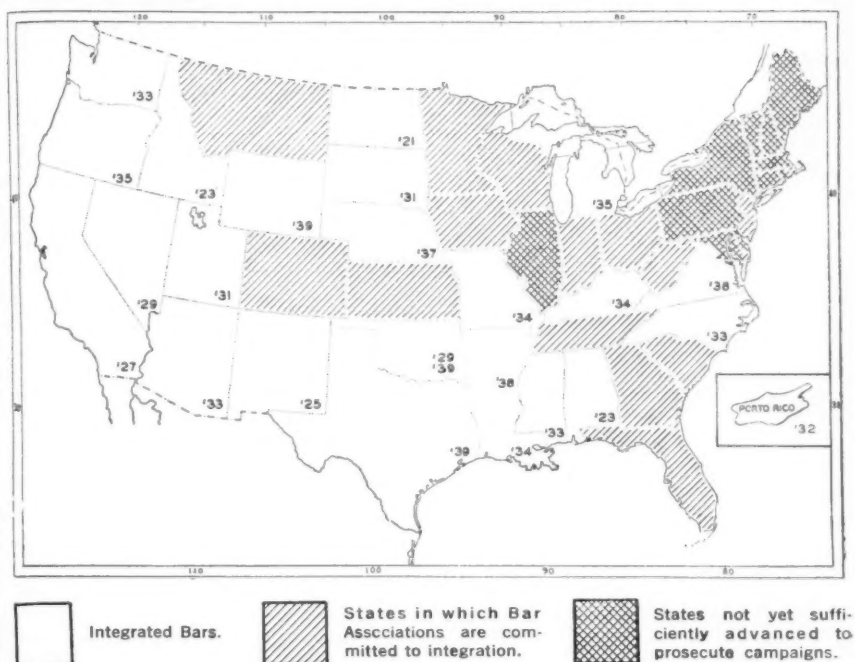 120 110 100 90 80 70
'33
'21
'35
'23
'31
'35
40
'39
'37
'38
'29
'31
'34
'34
'33
'27
'29
'39
'38
'33
'25
'33
'23
PORTO RICO
'32
'39
'34
110 100 90 80
Integrated Bars.
States in which Bar
Asscciations are com-
mitted to integration.
States not yet suffi-
ciently advanced to
prosecute campaigns.